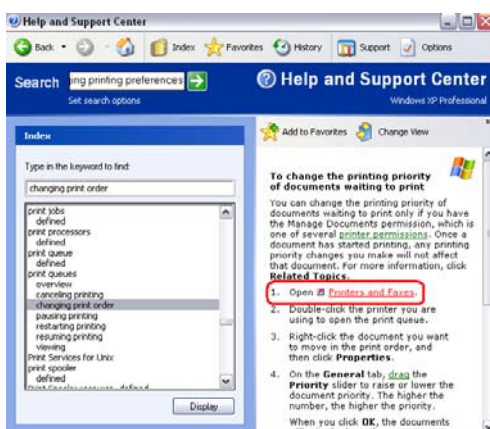 Help and Support Center
Back
Index
Favorites
History
Support
Options
Search
ing printing preferences
Set search options
Help and Support Center
Windows XP Professional
Index
Type in the keyword to find:
changing print order
print jobs
defined
print processors
defined
print queue
defined
print queues
overview
canceling printing
changing print order
pausing printing
restarting printing
resuming printing
viewing
Print Services for Unix
print spooler
defined
Display
Add to Favorites
Change View
To change the printing priority
of documents waiting to print
You can change the printing priority of
documents waiting to print only if you have
the Manage Documents permission, which is
one of several printer permissions. Once a
document has started printing, any printing
priority changes you make will not affect
that document. For more information, click
Related Topics.
1. Open Printers and Faxes.
2. Double-click the printer you are
using to open the print queue.
3. Right-click the document you want
to move in the print order, and
then click Properties.
4. On the General tab, drag the
Priority slider to raise or lower the
document priority. The higher the
number, the higher the priority.
When you click OK, the documents